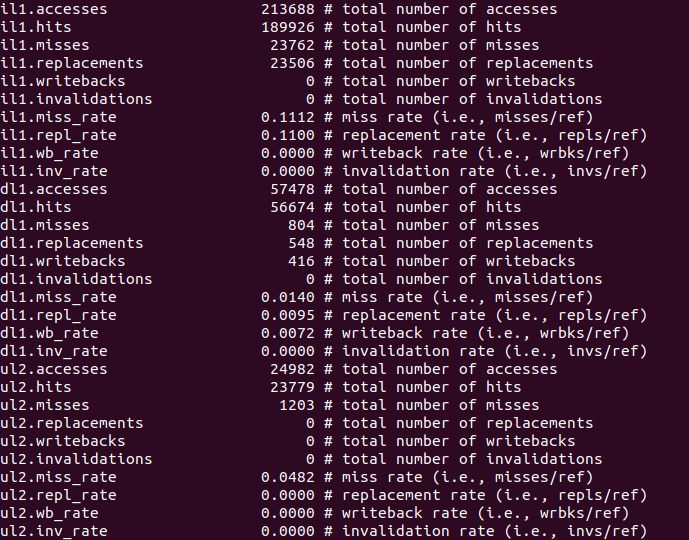 il1.accesses 213688 # total number of accesses
il1.hits 189926 # total number of hits
il1.misses 23762 # total number of misses
il1.replacements 23506 # total number of replacements
il1.writebacks 0 # total number of writebacks
il1.invalidations 0 # total number of invalidations
il1.miss_rate 0.1112 # miss rate (i.e., misses/ref)
il1.repl_rate 0.1100 # replacement rate (i.e., repls/ref)
il1.wb_rate 0.0000 # writeback rate (i.e., wrbks/ref)
il1.inv_rate 0.0000 # invalidation rate (i.e., invs/ref)
dl1.accesses 57478 # total number of accesses
dl1.hits 56674 # total number of hits
dl1.misses 804 # total number of misses
dl1.replacements 548 # total number of replacements
dl1.writebacks 416 # total number of writebacks
dl1.invalidations 0 # total number of invalidations
dl1.miss_rate 0.0140 # miss rate (i.e., misses/ref)
dl1.repl_rate 0.0095 # replacement rate (i.e., repls/ref)
dl1.wb_rate 0.0072 # writeback rate (i.e., wrbks/ref)
dl1.inv_rate 0.0000 # invalidation rate (i.e., invs/ref)
ul2.accesses 24982 # total number of accesses
ul2.hits 23779 # total number of hits
ul2.misses 1203 # total number of misses
ul2.replacements 0 # total number of replacements
ul2.writebacks 0 # total number of writebacks
ul2.invalidations 0 # total number of invalidations
ul2.miss_rate 0.0482 # miss rate (i.e., misses/ref)
ul2.repl_rate 0.0000 # replacement rate (i.e., repls/ref)
ul2.wb_rate 0.0000 # writeback rate (i.e., wrbks/ref)
ul2.inv_rate 0.0000 # invalidation rate (i.e., invs/ref)